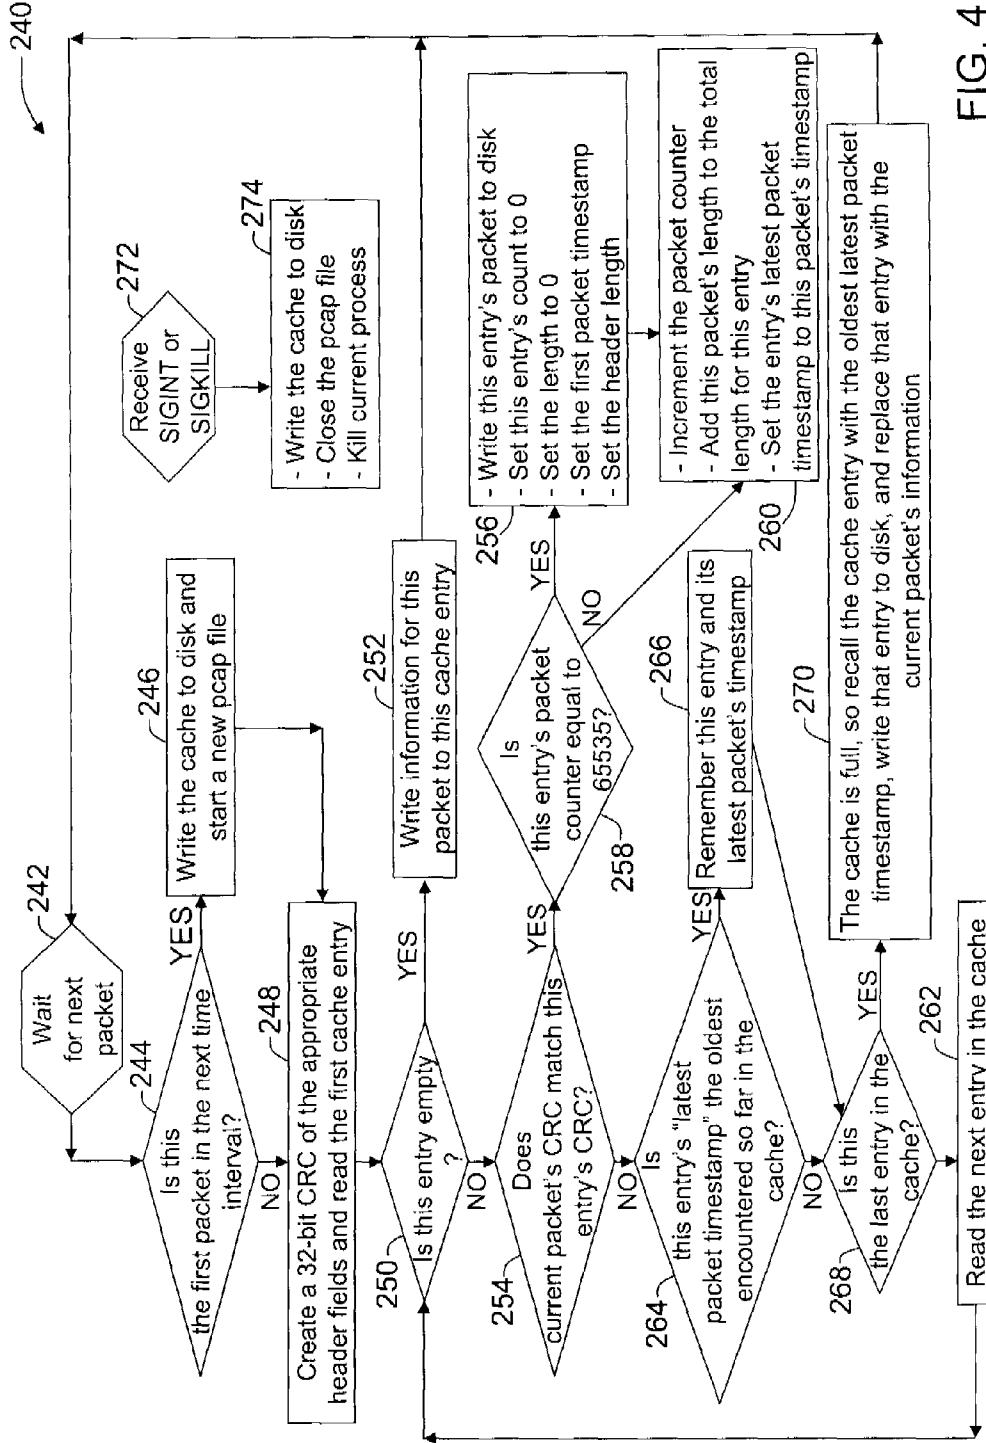 240
242
Wait
for next
packet
244
Is this
the first packet in the next time
interval?
YES
NO
246
Write the cache to disk and
start a new pcap file
248
Create a 32-bit CRC of the appropriate
header fields and read the first cache entry
250
Is this entry empty
?
YES
NO
252
Write information for this
packet to this cache entry
254
Does
current packet's CRC match this
entry's CRC?
YES
NO
258
Is
this entry's packet
counter equal to
65535?
YES
NO
256
- Write this entry's packet to disk
- Set this entry's count to 0
- Set the length to 0
- Set the first packet timestamp
- Set the header length
260
- Increment the packet counter
- Add this packet's length to the total
length for this entry
- Set the entry's latest packet
timestamp to this packet's timestamp
264
Is
this entry's "latest
packet timestamp" the oldest
encountered so far in the
cache?
YES
NO
266
Remember this entry and its
latest packet's timestamp
268
Is this
the last entry in the
cache?
YES
262
Read the next entry in the cache
270
The cache is full, so recall the cache entry with the oldest latest packet
timestamp, write that entry to disk, and replace that entry with the
current packet's information
272
Receive
SIGINT or
SIGKILL
274
- Write the cache to disk
- Close the pcap file
- Kill current process
FIG. 4